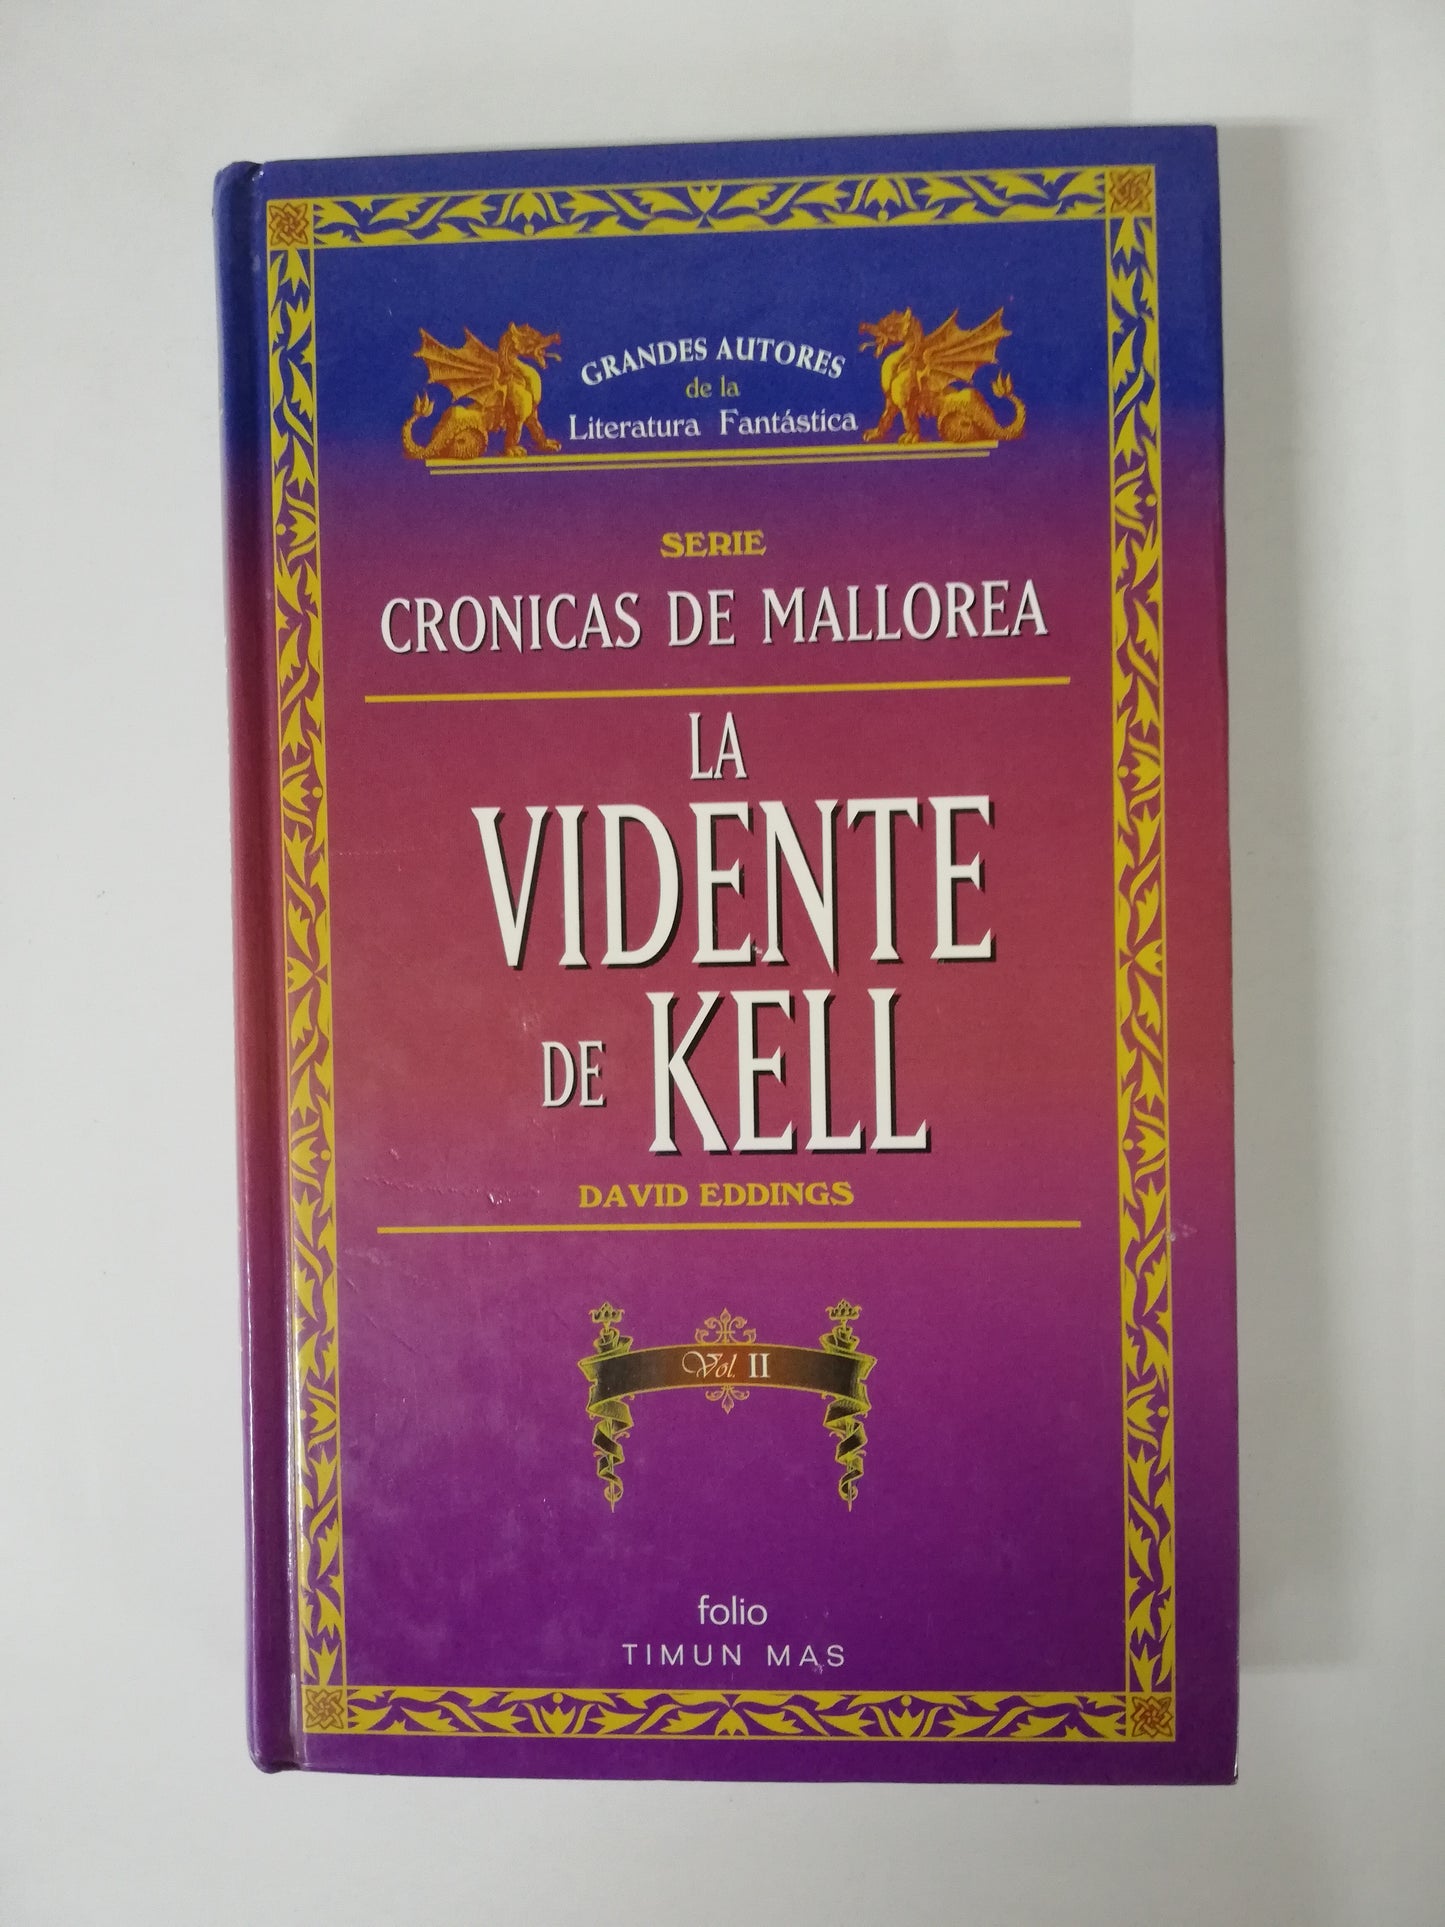 GRANDES AUTORES
de la
Literatura Fantástica
SERIE
CRONICAS DE MALLOREA
LA
VIDENTE
DE KELL
DAVID EDDINGS
Vol. II
folio
TIMUN MAS